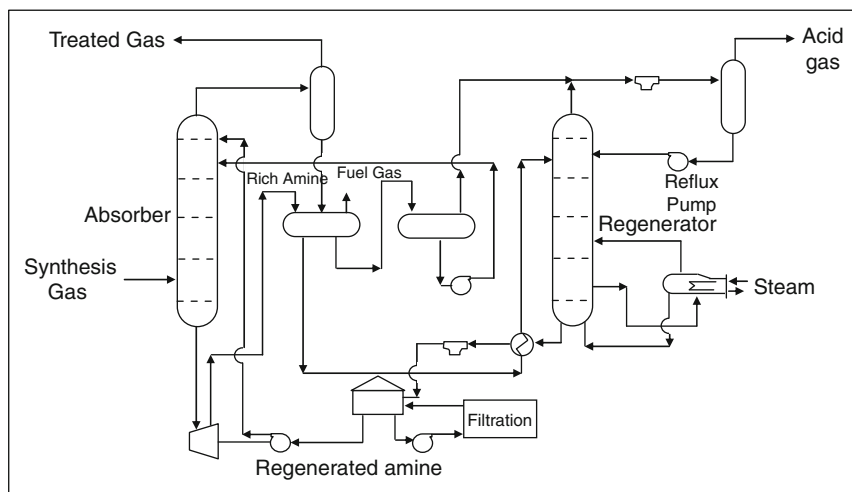 Treated Gas
Acid
gas
Rich Amine
Fuel Gas
Reflux
Pump
Absorber
Regenerator
Synthesis
Gas
Steam
Filtration
Regenerated amine